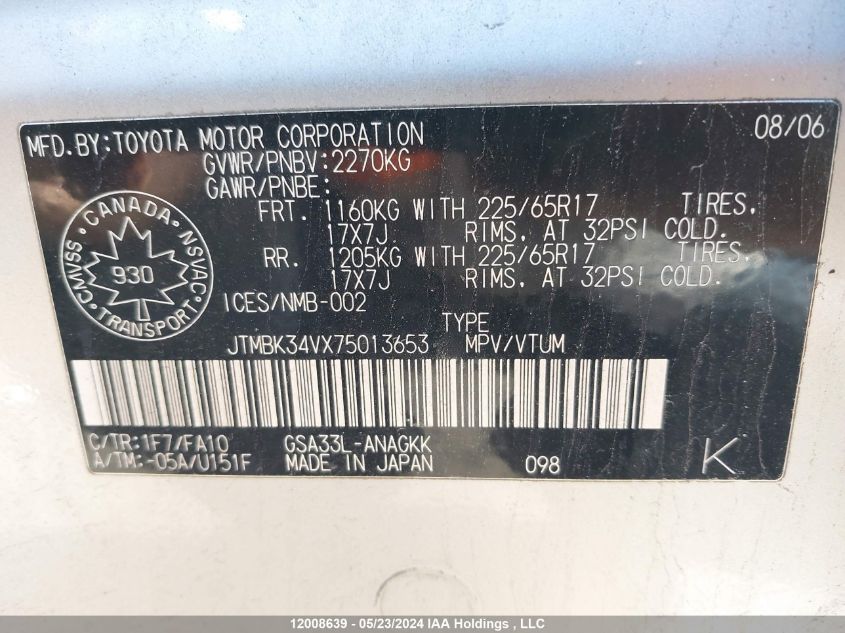 MFD.BY:TOYOTA MOTOR CORPORATION 08/06
GVWR/PNBV:2270KG
GAWR/PNBE:
FRT. 1160KG WITH 225/65R17 TIRES,
17X7J. RIMS, AT 32PSI COLD.
RR. 1205KG WITH 225/65R17 TIRES,
17X7J RIMS, AT 32PSI COLD.
CANADA
CMVSS 930 NSVAC
TRANSPORT
ICES/NMB-002
TYPE
JTMBK34VX75013653 MPV/VTUM
C/TR:1F7/FA10 GSA33L-ANAGKK
A/TM:-05A/U151F MADE IN JAPAN 098 K
12008639 - 05/23/2024 IAA Holdings , LLC